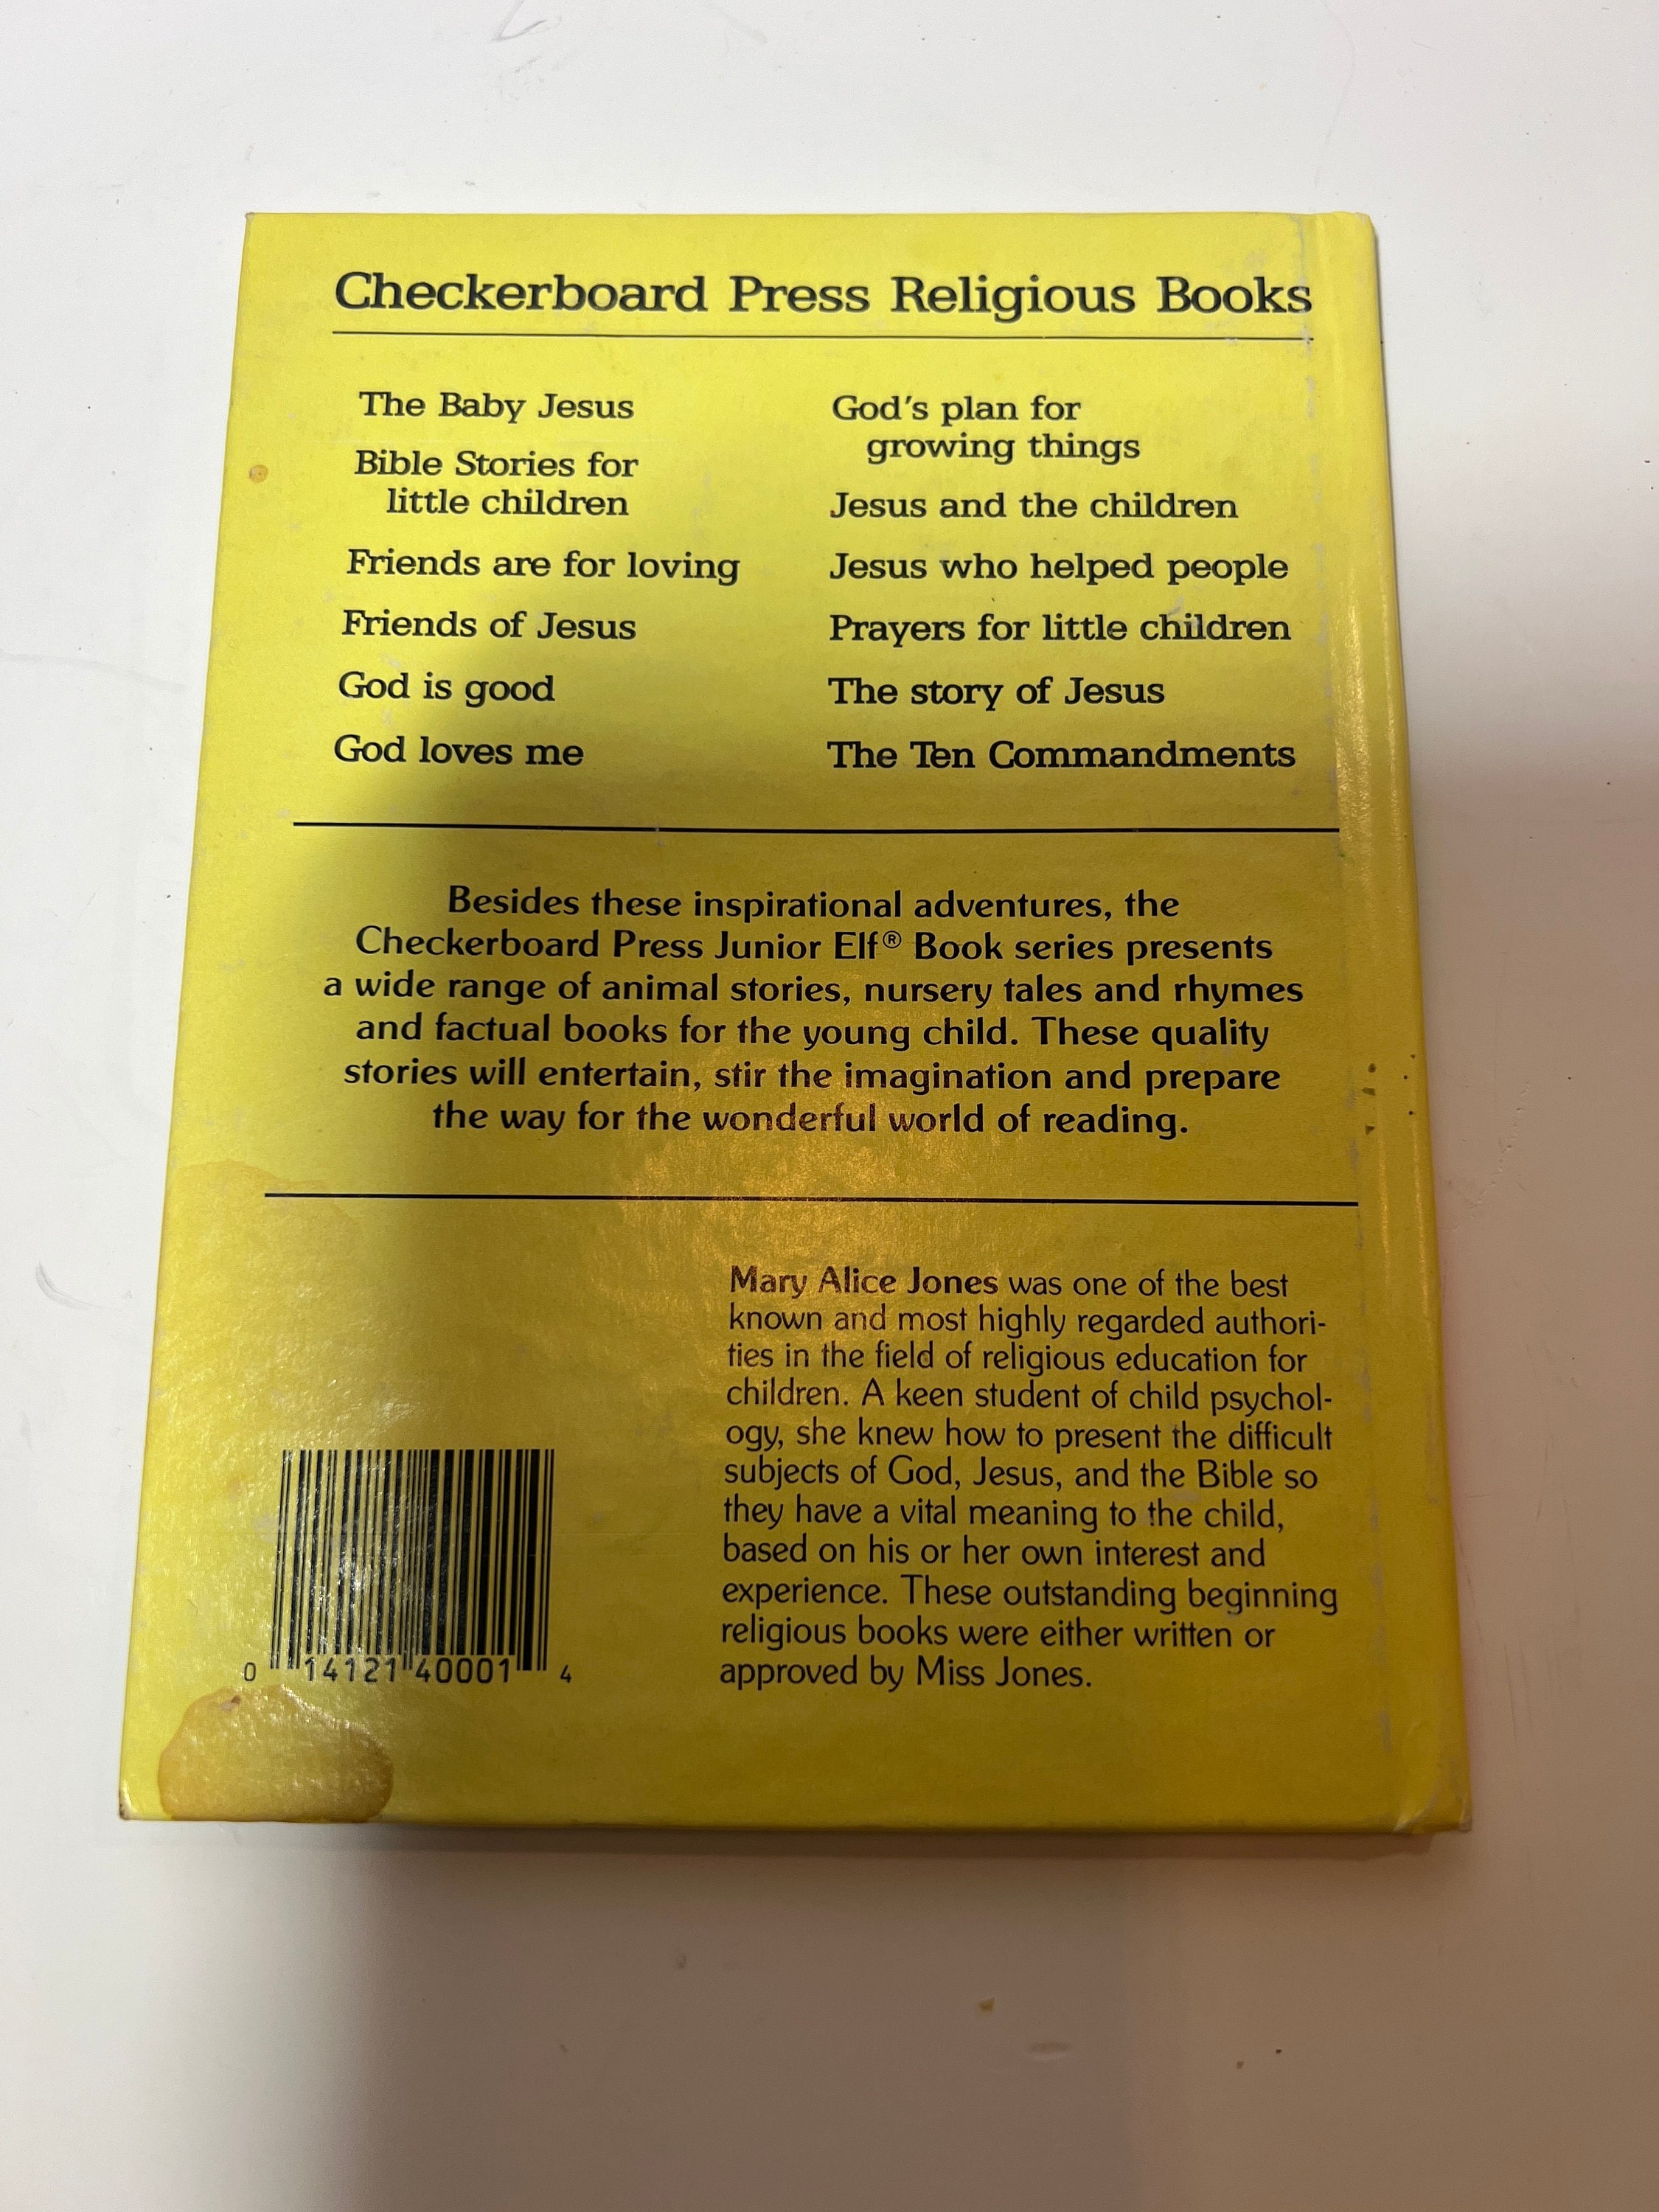 Checkerboard Press Religious Books
The Baby Jesus
Bible Stories for
little children
Friends are for loving
Friends of Jesus
God is good
God loves me
God's plan for
growing things
Jesus and the children
Jesus who helped people
Prayers for little children
The story of Jesus
The Ten Commandments
Besides these inspirational adventures, the
Checkerboard Press Junior Elf® Book series presents
a wide range of animal stories, nursery tales and rhymes
and factual books for the young child. These quality
stories will entertain, stir the imagination and prepare
the way for the wonderful world of reading.
Mary Alice Jones was one of the best
known and most highly regarded authori-
ties in the field of religious education for
children. A keen student of child psychol-
ogy, she knew how to present the difficult
subjects of God, Jesus, and the Bible so
they have a vital meaning to the child,
based on his or her own interest and
experience. These outstanding beginning
religious books were either written or
approved by Miss Jones.
0 14121 40001 4